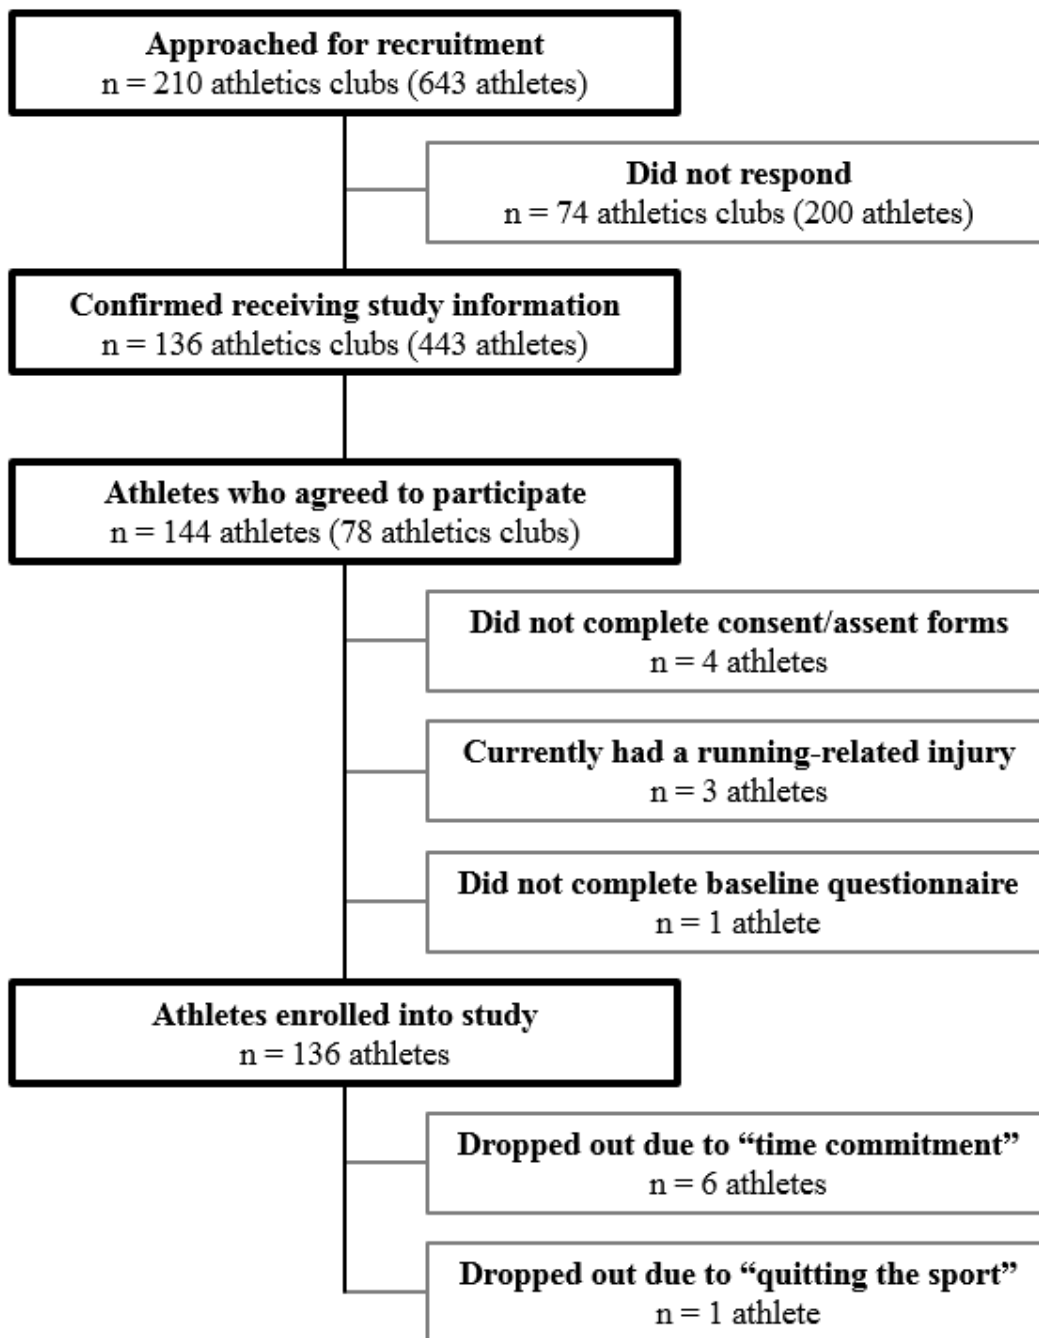 Approached for recruitment
n = 210 athletics clubs (643 athletes)
Did not respond
n = 74 athletics clubs (200 athletes)
Confirmed receiving study information
n = 136 athletics clubs (443 athletes)
Athletes who agreed to participate
n = 144 athletes (78 athletics clubs)
Did not complete consent/assent forms
n = 4 athletes
Currently had a running-related injury
n = 3 athletes
Did not complete baseline questionnaire
n = 1 athlete
Athletes enrolled into study
n = 136 athletes
Dropped out due to “time commitment”
n = 6 athletes
Dropped out due to “quitting the sport”
n = 1 athlete